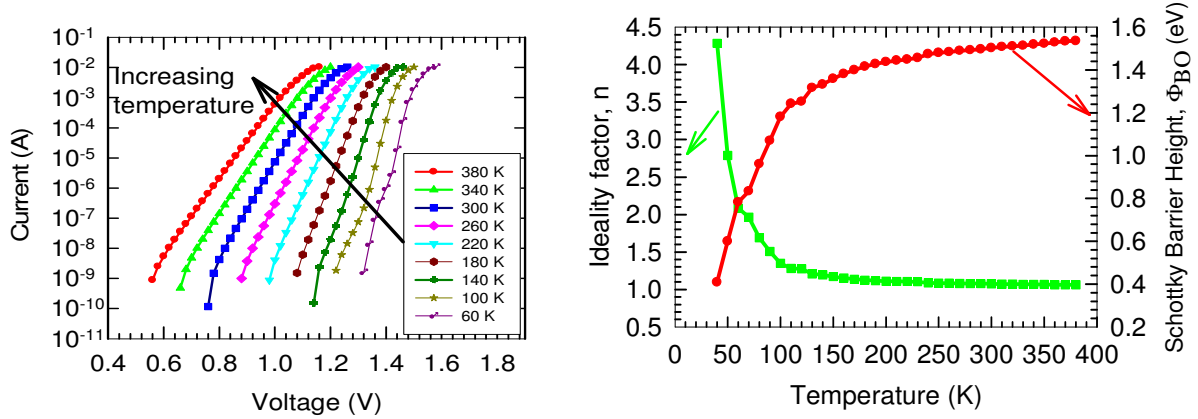 10⁻¹
10⁻²
10⁻³
10⁻⁴
10⁻⁵
10⁻⁶
10⁻⁷
10⁻⁸
10⁻⁹
10⁻¹⁰
10⁻¹¹
Current (A)
Increasing
temperature
380 K
340 K
300 K
260 K
220 K
180 K
140 K
100 K
60 K
0.4 0.6 0.8 1.0 1.2 1.4 1.6 1.8
Voltage (V)
4.5
4.0
3.5
3.0
2.5
2.0
1.5
1.0
0.5
Ideality factor, n
1.6
1.4
1.2
1.0
0.8
0.6
0.4
0.2
Schottky Barrier Height, Φ_BO (eV)
0 50 100 150 200 250 300 350 400
Temperature (K)